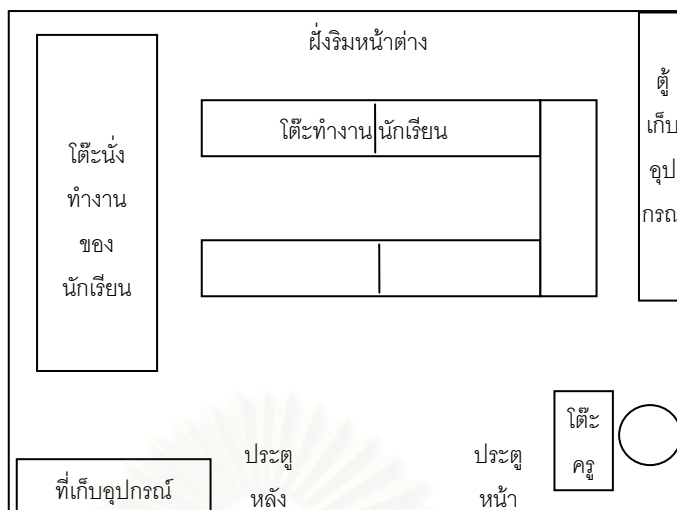 ฝั่งริมหน้าต่าง
โต๊ะนั่ง
ทำงาน
ของ
นักเรียน
โต๊ะทำงานนักเรียน
ตู้
เก็บ
อุป
กรณ์
โต๊ะ
ครู
ที่เก็บอุปกรณ์
ประตู
หลัง
ประตู
หน้า